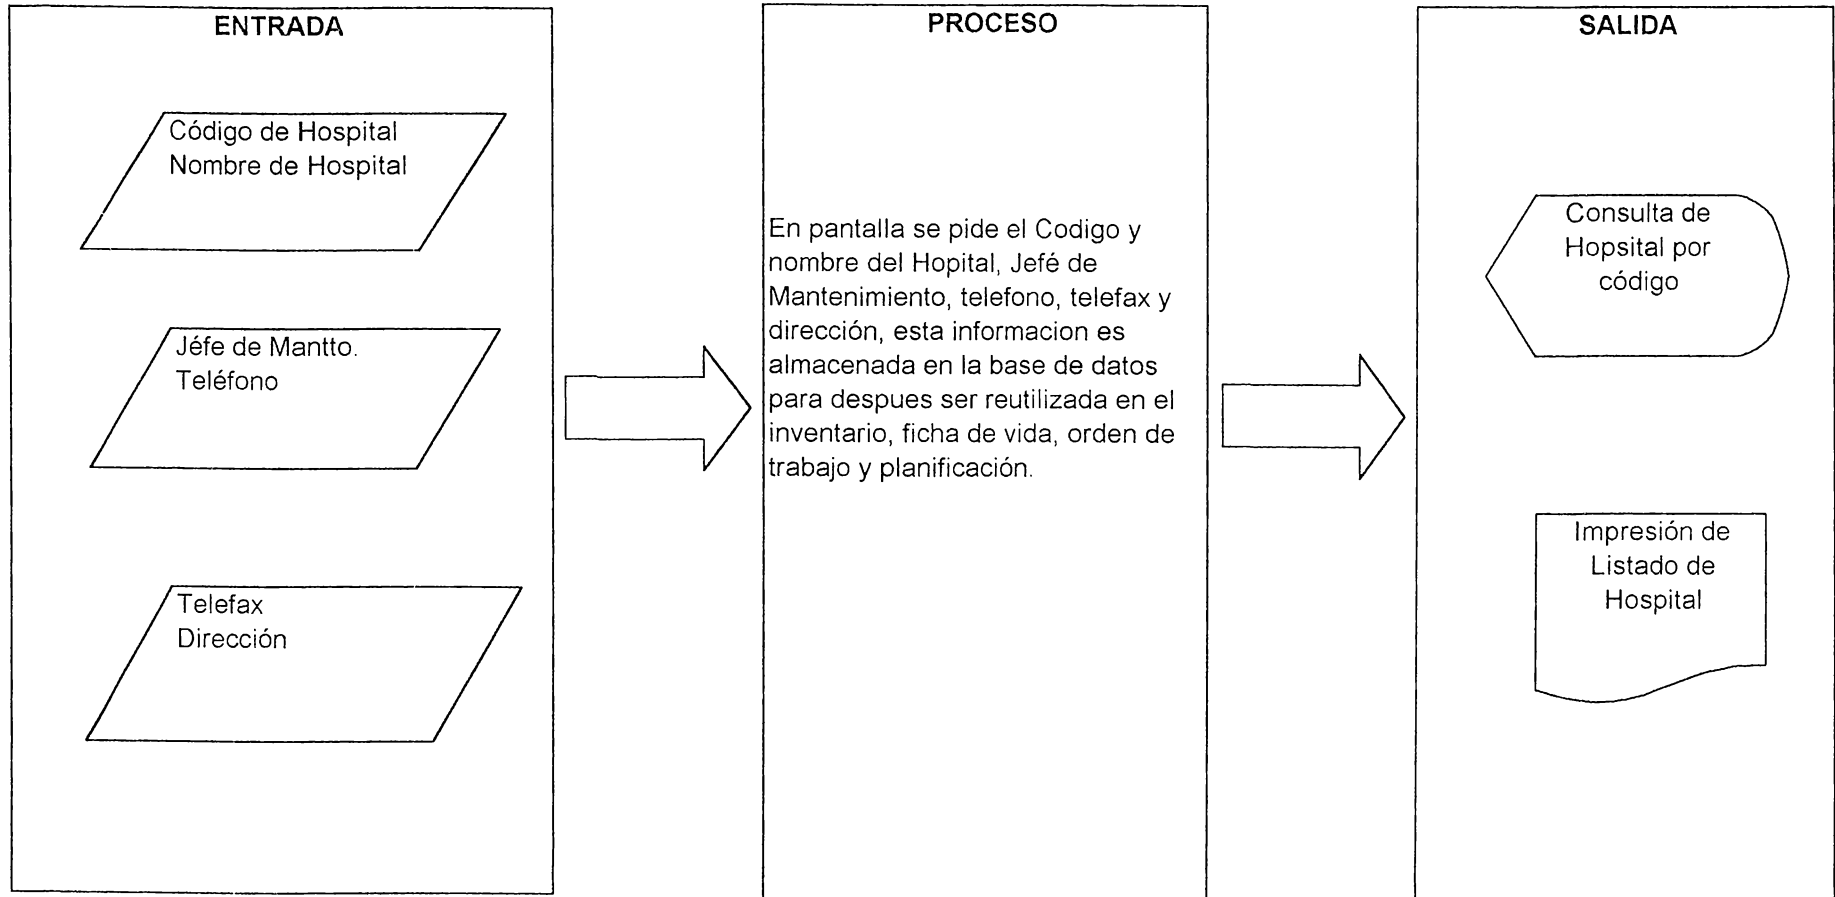 ENTRADA
Código de Hospital
Nombre de Hospital
Jéfe de Mantto.
Teléfono
Telefax
Dirección
PROCESO
En pantalla se pide el Codigo y
nombre del Hopital, Jefé de
Mantenimiento, telefono, telefax y
dirección, esta informacion es
almacenada en la base de datos
para despues ser reutilizada en el
inventario, ficha de vida, orden de
trabajo y planificación.
SALIDA
Consulta de
Hopsital por
código
Impresión de
Listado de
Hospital